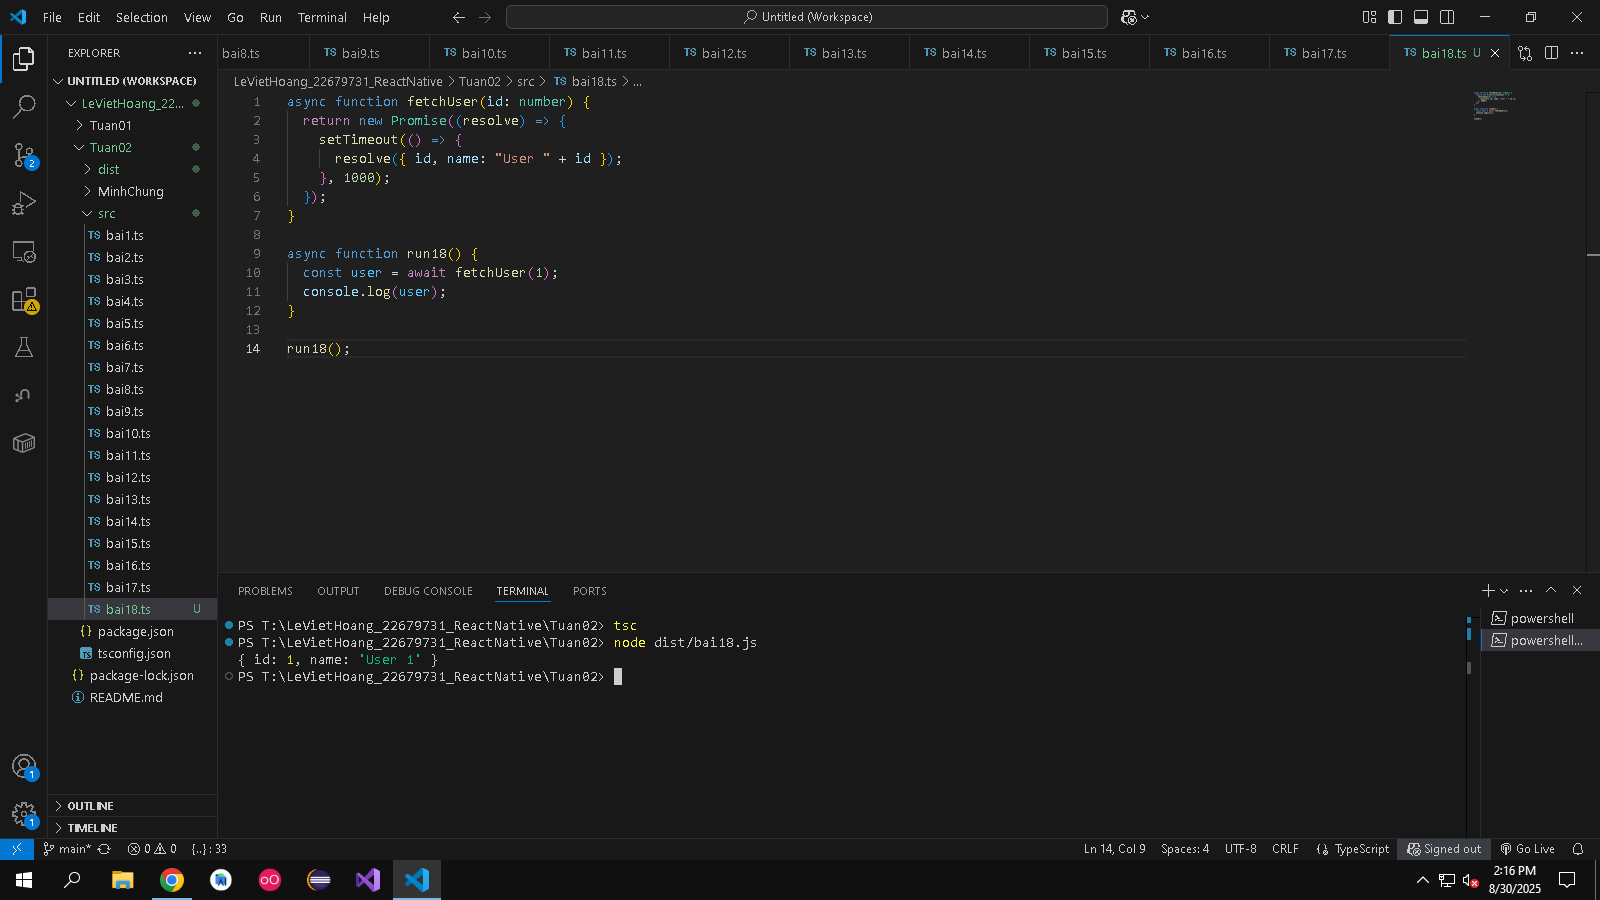 File Edit Selection View Go Run Terminal Help
Untitled (Workspace)
EXPLORER
UNTITLED (WORKSPACE)
LeVietHoang_22...
Tuan01
Tuan02
dist
MinhChung
src
TS bai1.ts
TS bai2.ts
TS bai3.ts
TS bai4.ts
TS bai5.ts
TS bai6.ts
TS bai7.ts
TS bai8.ts
TS bai9.ts
TS bai10.ts
TS bai11.ts
TS bai12.ts
TS bai13.ts
TS bai14.ts
TS bai15.ts
TS bai16.ts
TS bai17.ts
TS bai18.ts U
{} package.json
TS tsconfig.json
{} package-lock.json
README.md
OUTLINE
TIMELINE
2
1
1
bai8.ts TS bai9.ts TS bai10.ts TS bai11.ts TS bai12.ts TS bai13.ts TS bai14.ts TS bai15.ts TS bai16.ts TS bai17.ts TS bai18.ts U
LeVietHoang_22679731_ReactNative > Tuan02 > src > TS bai18.ts > ...
1 async function fetchUser(id: number) {
2 return new Promise((resolve) => {
3 setTimeout(() => {
4 resolve({ id, name: "User " + id });
5 }, 1000);
6 });
7 }
8
9 async function run18() {
10 const user = await fetchUser(1);
11 console.log(user);
12 }
13
14 run18();
PROBLEMS OUTPUT DEBUG CONSOLE TERMINAL PORTS
PS T:\LeVietHoang_22679731_ReactNative\Tuan02> tsc
PS T:\LeVietHoang_22679731_ReactNative\Tuan02> node dist/bai18.js
{ id: 1, name: 'User 1' }
PS T:\LeVietHoang_22679731_ReactNative\Tuan02>
powershell
powershell...
main* 0 0 {..} : 33 Ln 14, Col 9 Spaces: 4 UTF-8 CRLF TypeScript Signed out Go Live
2:16 PM
8/30/2025